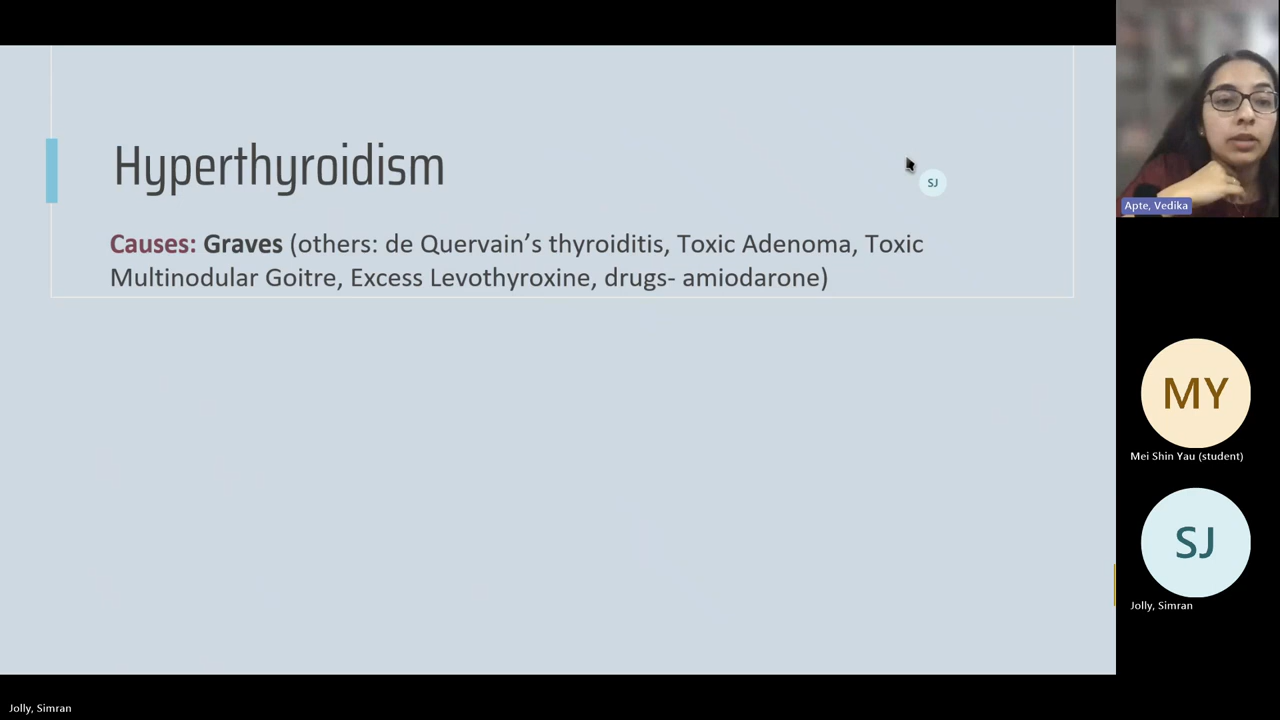 Hyperthyroidism
SJ
Causes: Graves (others: de Quervain’s thyroiditis, Toxic Adenoma, Toxic
Multinodular Goitre, Excess Levothyroxine, drugs- amiodarone)
Apte, Vedika
MY
Mei Shin Yau (student)
SJ
Jolly, Simran
Jolly, Simran